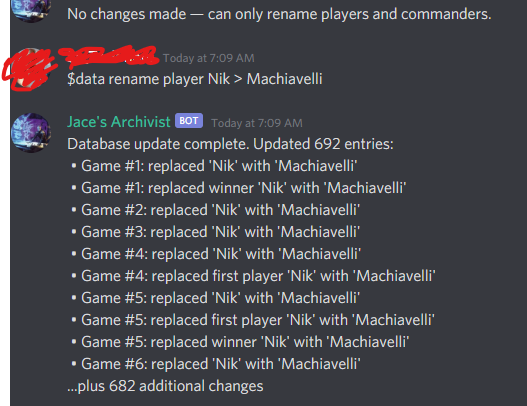 No changes made — can only rename players and commanders.
Today at 7:09 AM
$data rename player Nik > Machiavelli
Jace's Archivist BOT Today at 7:09 AM
Database update complete. Updated 692 entries:
• Game #1: replaced 'Nik' with 'Machiavelli'
• Game #1: replaced winner 'Nik' with 'Machiavelli'
• Game #2: replaced 'Nik' with 'Machiavelli'
• Game #3: replaced 'Nik' with 'Machiavelli'
• Game #4: replaced 'Nik' with 'Machiavelli'
• Game #4: replaced first player 'Nik' with 'Machiavelli'
• Game #5: replaced 'Nik' with 'Machiavelli'
• Game #5: replaced first player 'Nik' with 'Machiavelli'
• Game #5: replaced winner 'Nik' with 'Machiavelli'
• Game #6: replaced 'Nik' with 'Machiavelli'
...plus 682 additional changes